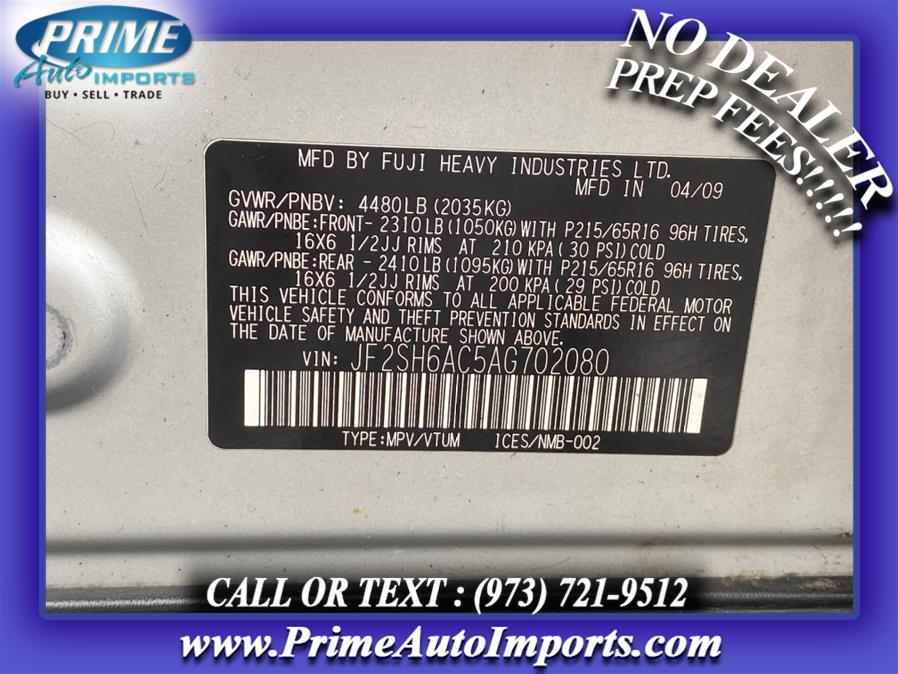 PRIME
Auto IMPORTS
BUY • SELL • TRADE
NO DEALER
PREP FEES!!!!!
MFD BY FUJI HEAVY INDUSTRIES LTD.
MFD IN 04/09
GVWR/PNBV: 4480LB(2035KG)
GAWR/PNBE:FRONT- 2310LB(1050KG)WITH P215/65R16 96H TIRES,
16X6 1/2JJ RIMS AT 210 KPA(30 PSI)COLD
GAWR/PNBE:REAR - 2410LB(1095KG)WITH P215/65R16 96H TIRES,
16X6 1/2JJ RIMS AT 200 KPA(29 PSI)COLD
THIS VEHICLE CONFORMS TO ALL APPLICABLE FEDERAL MOTOR
VEHICLE SAFETY AND THEFT PREVENTION STANDARDS IN EFFECT ON
THE DATE OF MANUFACTURE SHOWN ABOVE.
VIN: JF2SH6AC5AG702080
TYPE:MPV/VTUM ICES/NMB-002
CALL OR TEXT : (973) 721-9512
www.PrimeAutoImports.com